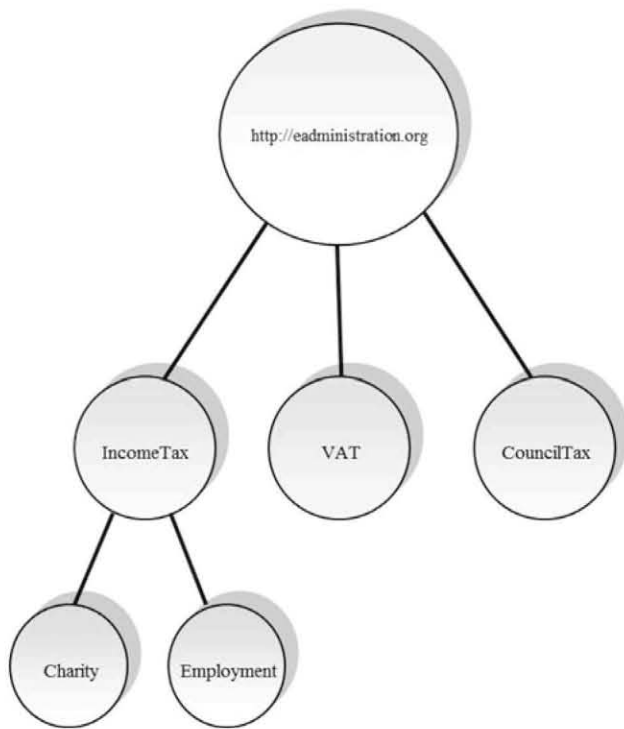 http://eadministration.org
IncomeTax
VAT
CouncilTax
Charity
Employment